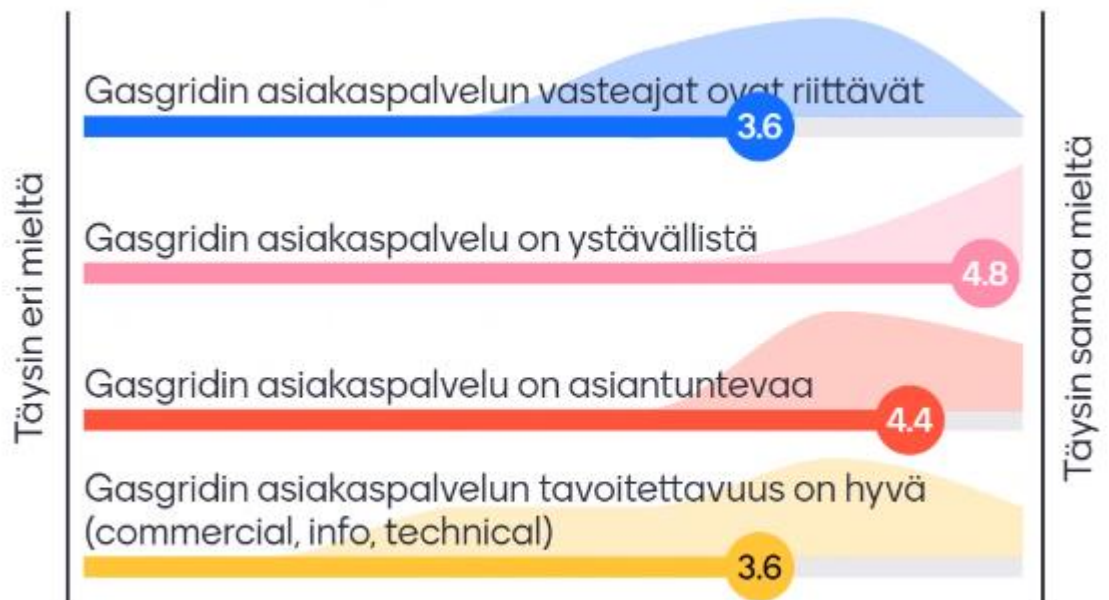 Täysin eri mieltä
Gasgridin asiakaspalvelun vasteajat ovat riittävät
3.6
Gasgridin asiakaspalvelu on ystävällistä
4.8
Gasgridin asiakaspalvelu on asiantuntevaa
4.4
Gasgridin asiakaspalvelun tavoitettavuus on hyvä
(commercial, info, technical)
3.6
Täysin samaa mieltä